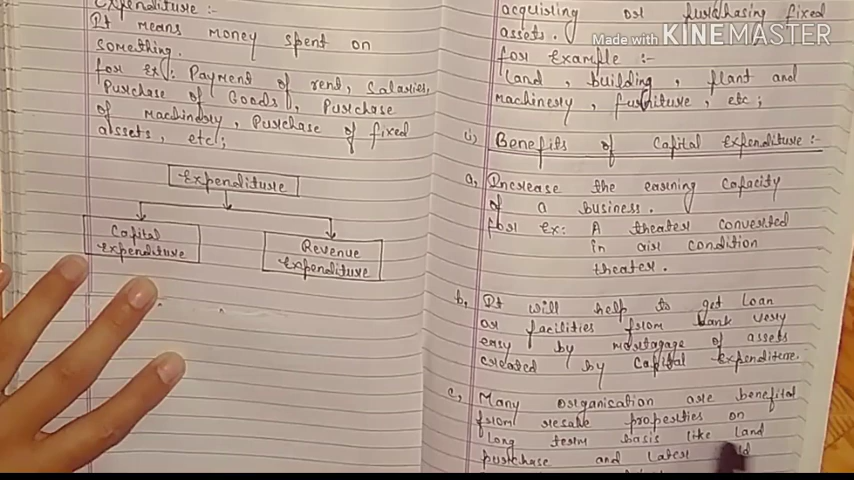 Expenditure :-
It means money spent on
something.
for Ex: Payment of rent, Salaries,
Purchase of Goods, Purchase
of machinery, Purchase of fixed
assets, etc;
Expenditure
Capital
Expenditure
Revenue
Expenditure
acquisting or purchasing fixed
assets.
for Example :-
Land, building, plant and
machinery, furniture, etc;
i) Benefits of Capital Expenditure :-
a, Increase the earning Capacity
of a business.
for ex: A theater converted
in air condition
theater.
b, It will help to get Loan
or facilities from bank very
easy by mortagage of assets
created by Capital Expenditure.
c, Many organisation are benefital
from resale properties on
long term basis like land
purchase and later
Made with KINEMASTER